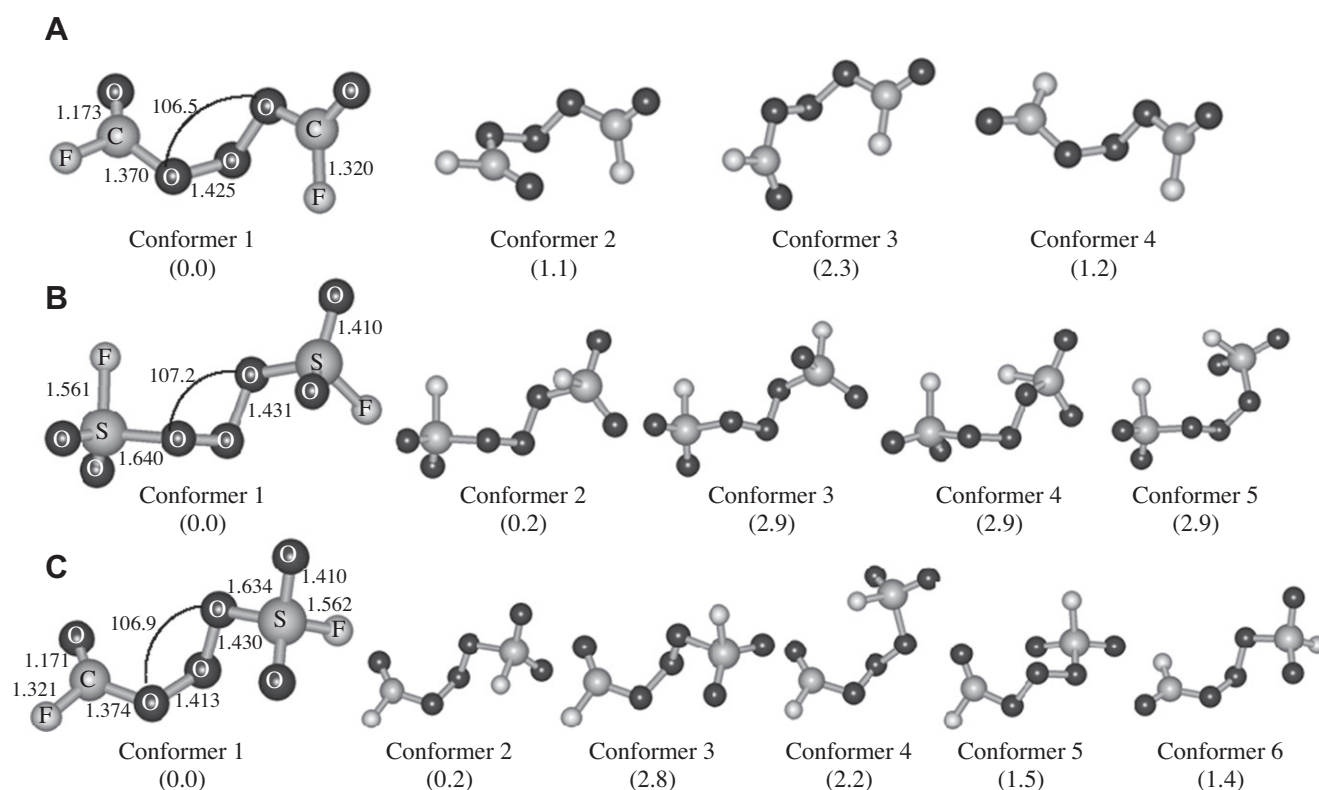 A
O
O
1.173
106.5
O
C
C
F
O
O
1.320
1.370
1.425
F
Conformer 1
(0.0)
Conformer 2
(1.1)
Conformer 3
(2.3)
Conformer 4
(1.2)
B
O
1.410
F
S
107.2
O
1.561
O
1.431
F
O
S
O
O
1.640
O
Conformer 1
(0.0)
Conformer 2
(0.2)
Conformer 3
(2.9)
Conformer 4
(2.9)
Conformer 5
(2.9)
C
O
1.634
1.410
O
1.562
106.9
S
F
O
1.430
1.171
O
C
O
1.321
1.413
F
1.374
O
Conformer 1
(0.0)
Conformer 2
(0.2)
Conformer 3
(2.8)
Conformer 4
(2.2)
Conformer 5
(1.5)
Conformer 6
(1.4)